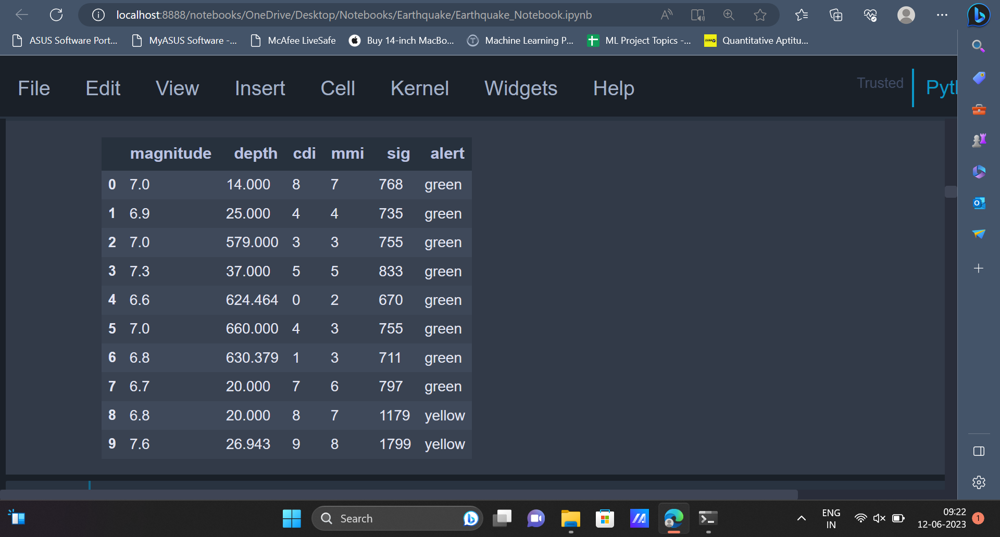 localhost:8888/notebooks/OneDrive/Desktop/Notebooks/Earthquake/Earthquake_Notebook.ipynb
ASUS Software Port... MyASUS Software -... McAfee LiveSafe Buy 14-inch MacBo... Machine Learning P... ML Project Topics -... Quantitative Aptitu...
File Edit View Insert Cell Kernel Widgets Help Trusted
magnitude depth cdi mmi sig alert
0 7.0 14.000 8 7 768 green
1 6.9 25.000 4 4 735 green
2 7.0 579.000 3 3 755 green
3 7.3 37.000 5 5 833 green
4 6.6 624.464 0 2 670 green
5 7.0 660.000 4 3 755 green
6 6.8 630.379 1 3 711 green
7 6.7 20.000 7 6 797 green
8 6.8 20.000 8 7 1179 yellow
9 7.6 26.943 9 8 1799 yellow
Search
ENG
IN
09:22
12-06-2023
1